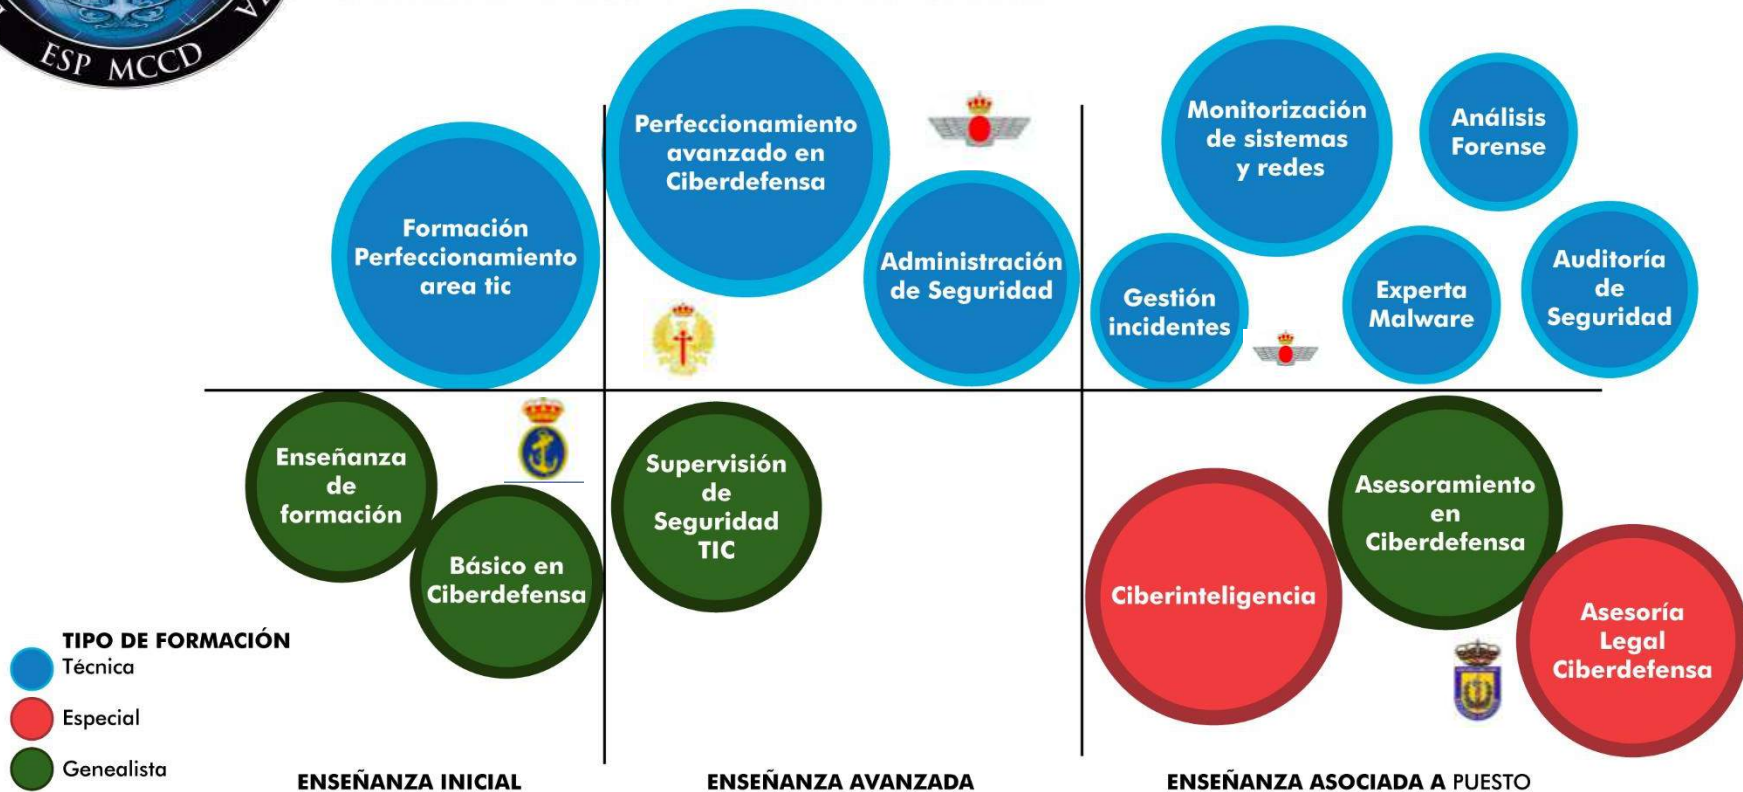 ESP MCCD
Perfeccionamiento
avanzado en
Ciberdefensa
Monitorización
de sistemas
y redes
Análisis
Forense
Formación
Perfeccionamiento
area tic
Administración
de Seguridad
Gestión
incidentes
Experta
Malware
Auditoría
de
Seguridad
Enseñanza
de
formación
Básico en
Ciberdefensa
Supervisión
de
Seguridad
TIC
Ciberinteligencia
Asesoramiento
en
Ciberdefensa
Asesoría
Legal
Ciberdefensa
TIPO DE FORMACIÓN
Técnica
Especial
Genealista
ENSEÑANZA INICIAL
ENSEÑANZA AVANZADA
ENSEÑANZA ASOCIADA A PUESTO